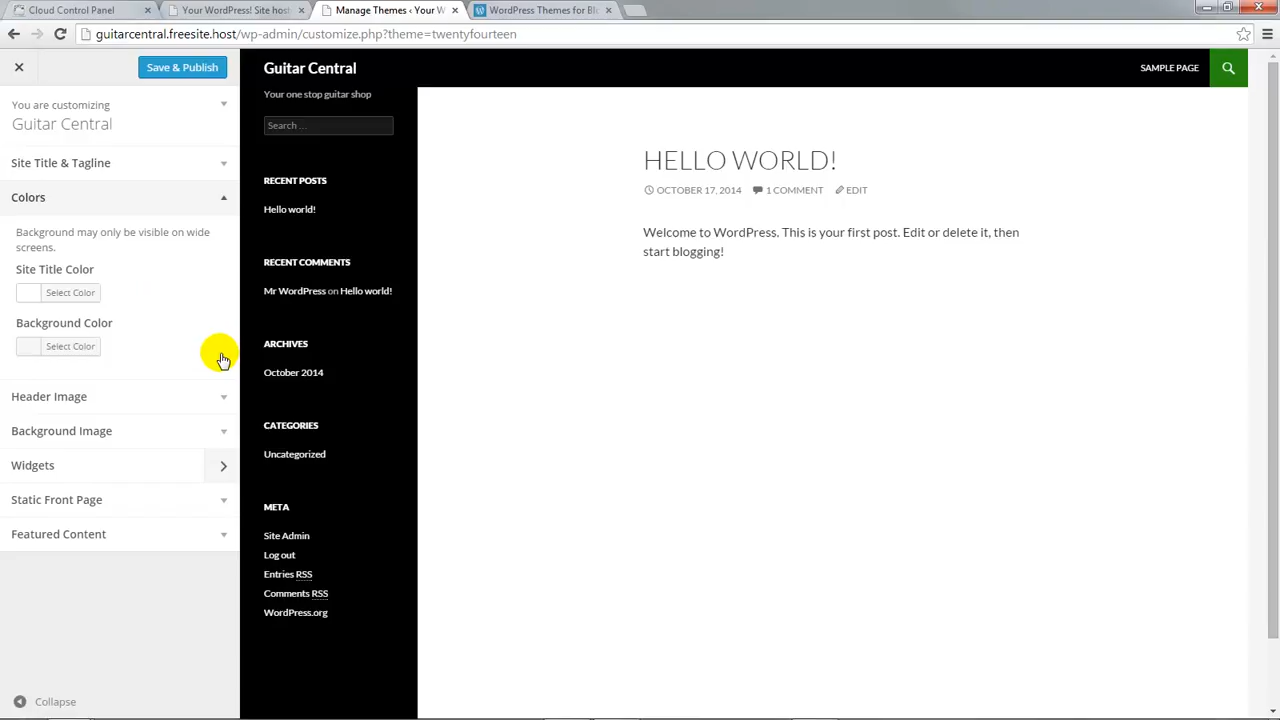 Cloud Control Panel
Your WordPress! Site host
Manage Themes ‹ Your W
WordPress Themes for Blo
guitarcentral.freesite.host/wp-admin/customize.php?theme=twentyfourteen
Save & Publish
You are customizing
Guitar Central
Site Title & Tagline
Colors
Background may only be visible on wide
screens.
Site Title Color
Select Color
Background Color
Select Color
Header Image
Background Image
Widgets
Static Front Page
Featured Content
Collapse
Guitar Central
Your one stop guitar shop
Search ...
RECENT POSTS
Hello world!
RECENT COMMENTS
Mr WordPress on Hello world!
ARCHIVES
October 2014
CATEGORIES
Uncategorized
META
Site Admin
Log out
Entries RSS
Comments RSS
WordPress.org
SAMPLE PAGE
HELLO WORLD!
OCTOBER 17, 2014 1 COMMENT EDIT
Welcome to WordPress. This is your first post. Edit or delete it, then
start blogging!